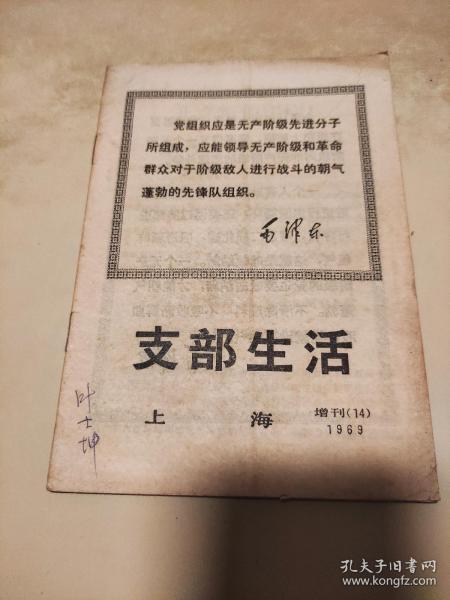 党组织应是无产阶级先进分子
所组成，应能领导无产阶级和革命
群众对于阶级敌人进行战斗的朝气
蓬勃的先锋队组织。
毛泽东
支部生活
上海
增刊(14)
1969
叶士坤
孔夫子旧书网
www.kongfz.com